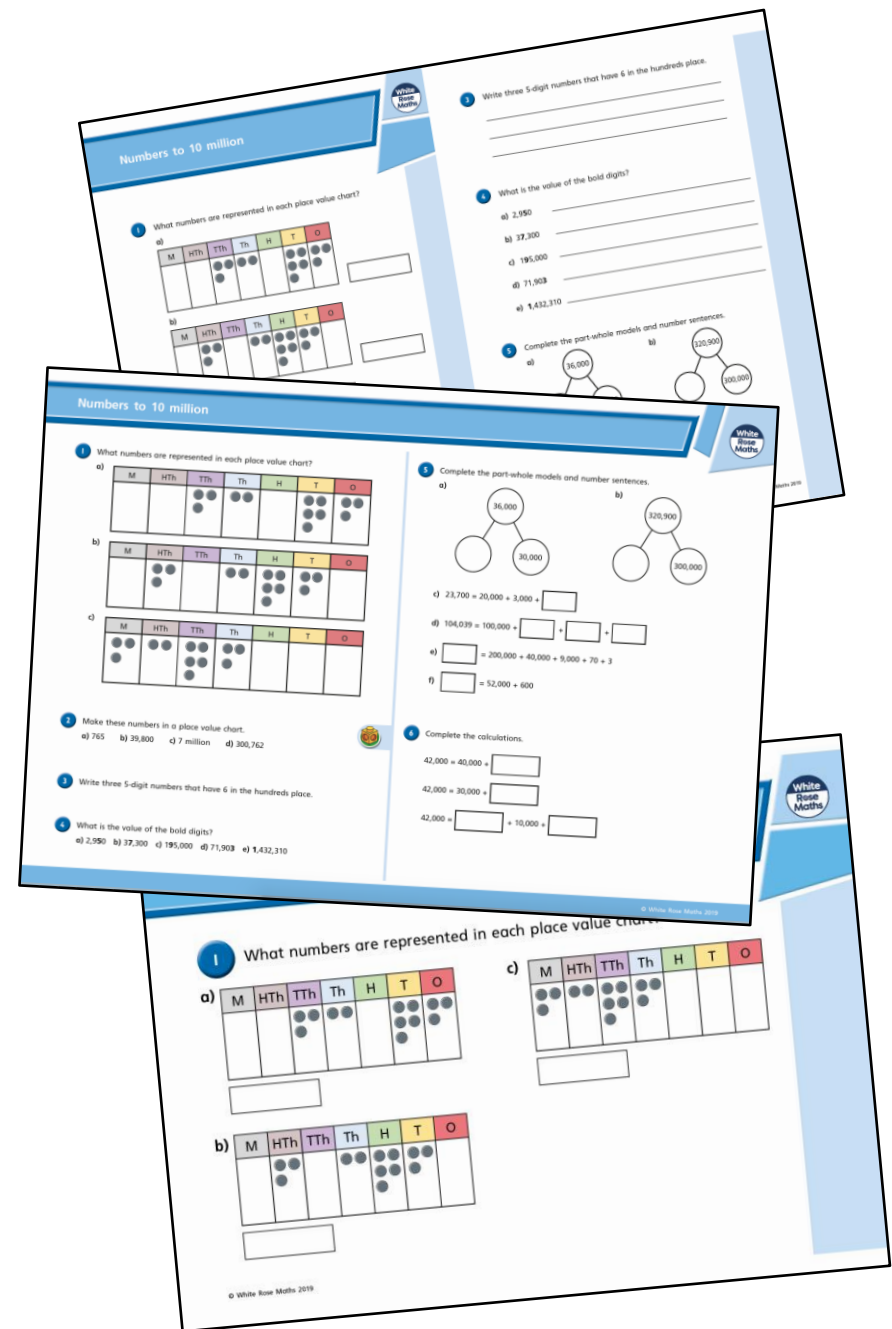 Numbers to 10 million
White
Rose
Maths
1 What numbers are represented in each place value chart?
a)
M HTh TTh Th H T O
b)
M HTh TTh Th H T O
3 Write three 5-digit numbers that have 6 in the hundreds place.
4 What is the value of the bold digits?
a) 2,950
b) 37,300
c) 195,000
d) 71,903
e) 1,432,310
5 Complete the part-whole models and number sentences.
a)
36,000
b)
320,900
300,000
Maths 2019
Numbers to 10 million
White
Rose
Maths
1 What numbers are represented in each place value chart?
a)
M HTh TTh Th H T O
b)
M HTh TTh Th H T O
c)
M HTh TTh Th H T O
2 Make these numbers in a place value chart.
a) 765 b) 39,800 c) 7 million d) 300,762
3 Write three 5-digit numbers that have 6 in the hundreds place.
4 What is the value of the bold digits?
a) 2,950 b) 37,300 c) 195,000 d) 71,903 e) 1,432,310
5 Complete the part-whole models and number sentences.
a)
36,000
30,000
b)
320,900
300,000
c) 23,700 = 20,000 + 3,000 +
d) 104,039 = 100,000 + + +
e) = 200,000 + 40,000 + 9,000 + 70 + 3
f) = 52,000 + 600
6 Complete the calculations.
42,000 = 40,000 +
42,000 = 30,000 +
42,000 = + 10,000 +
© White Rose Maths 2019
White
Rose
Maths
1 What numbers are represented in each place value chart?
a)
M HTh TTh Th H T O
b)
M HTh TTh Th H T O
c)
M HTh TTh Th H T O
© White Rose Maths 2019